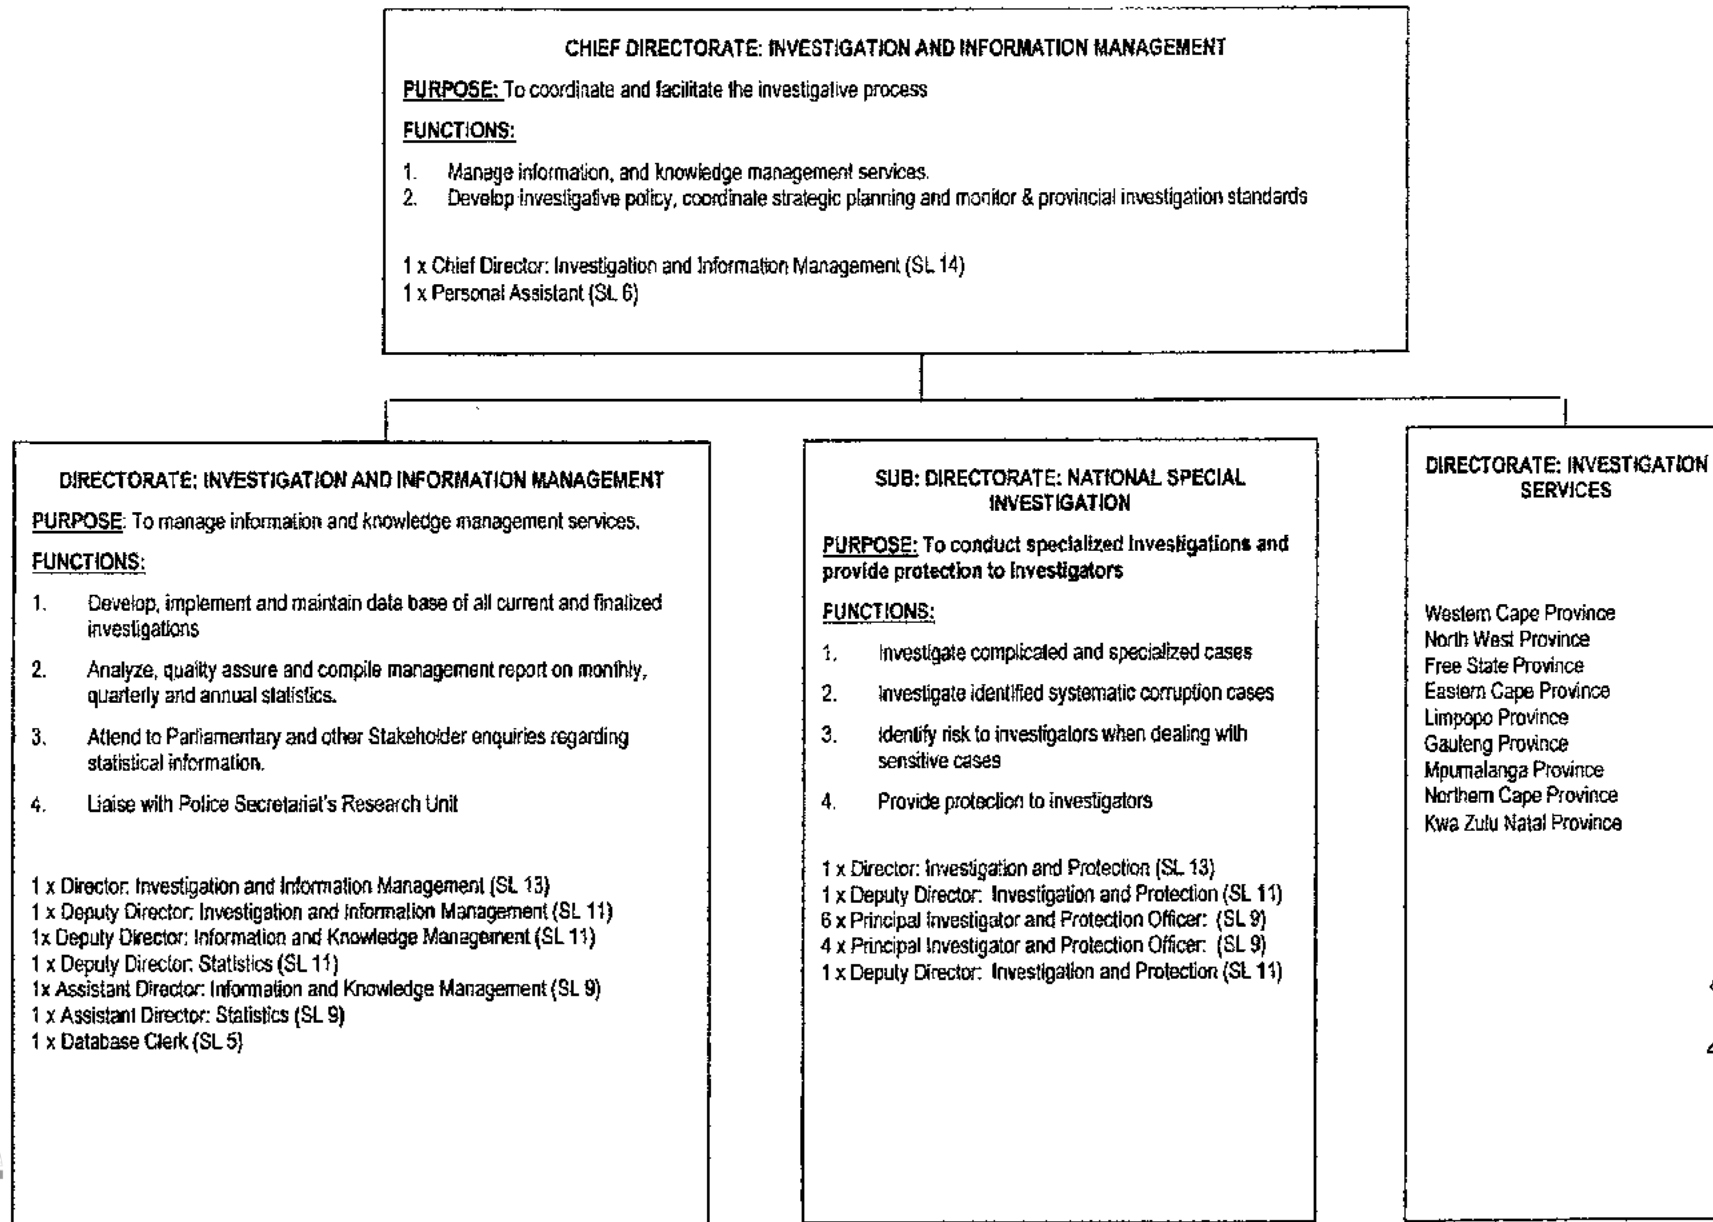 CHIEF DIRECTORATE: INVESTIGATION AND INFORMATION MANAGEMENT
PURPOSE: To coordinate and facilitate the investigative process
FUNCTIONS:
1. Manage information, and knowledge management services.
2. Develop investigative policy, coordinate strategic planning and monitor & provincial investigation standards
1 x Chief Director: Investigation and Information Management (SL 14)
1 x Personal Assistant (SL 6)
DIRECTORATE: INVESTIGATION AND INFORMATION MANAGEMENT
PURPOSE: To manage information and knowledge management services.
FUNCTIONS:
1. Develop, implement and maintain data base of all current and finalized
investigations
2. Analyze, quality assure and compile management report on monthly,
quarterly and annual statistics.
3. Attend to Parliamentary and other Stakeholder enquiries regarding
statistical information.
4. Liaise with Police Secretariat's Research Unit
1 x Director: Investigation and Information Management (SL 13)
1 x Deputy Director: Investigation and Information Management (SL 11)
1x Deputy Director: Information and Knowledge Management (SL 11)
1 x Deputy Director: Statistics (SL 11)
1x Assistant Director: Information and Knowledge Management (SL 9)
1 x Assistant Director: Statistics (SL 9)
1 x Database Clerk (SL 5)
SUB: DIRECTORATE: NATIONAL SPECIAL
INVESTIGATION
PURPOSE: To conduct specialized Investigations and
provide protection to Investigators
FUNCTIONS:
1. Investigate complicated and specialized cases
2. Investigate identified systematic corruption cases
3. Identify risk to investigators when dealing with
sensitive cases
4. Provide protection to investigators
1 x Director: Investigation and Protection (SL 13)
1 x Deputy Director: Investigation and Protection (SL 11)
6 x Principal Investigator and Protection Officer: (SL 9)
4 x Principal Investigator and Protection Officer: (SL 9)
1 x Deputy Director: Investigation and Protection (SL 11)
DIRECTORATE: INVESTIGATION
SERVICES
Western Cape Province
North West Province
Free State Province
Eastern Cape Province
Limpopo Province
Gauteng Province
Mpumalanga Province
Northern Cape Province
Kwa Zulu Natal Province